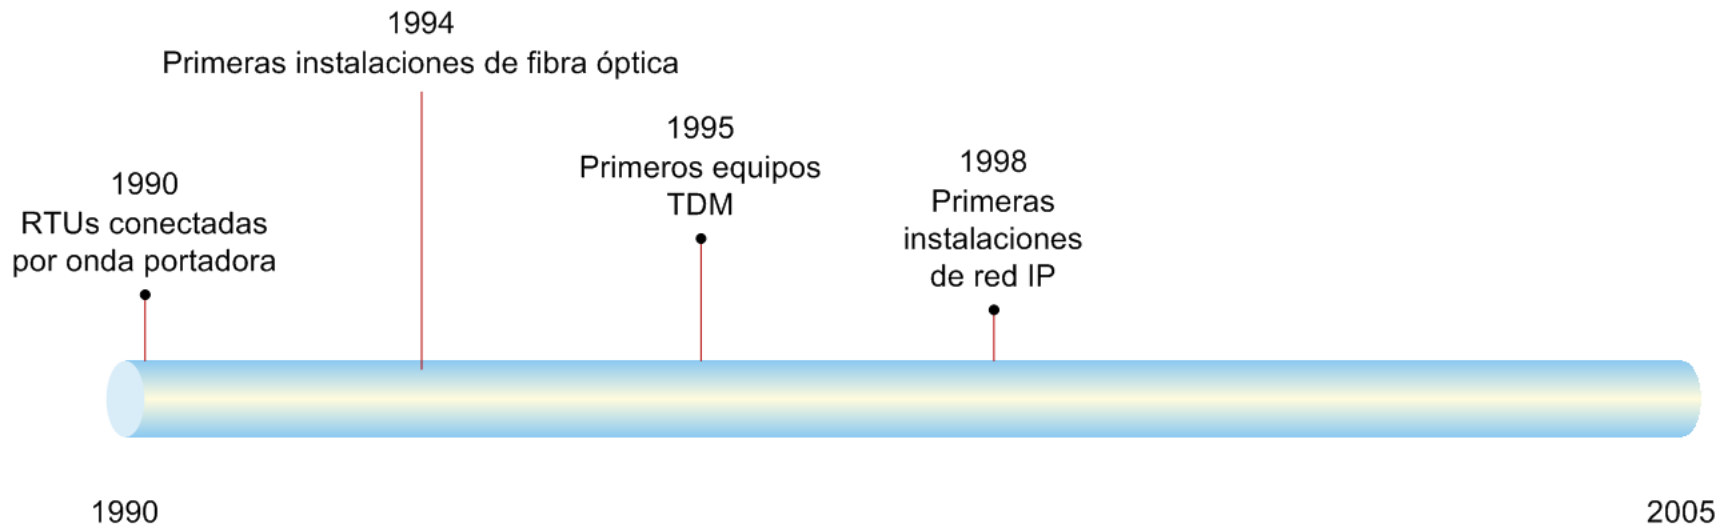 1994
Primeras instalaciones de fibra óptica
1995
Primeros equipos
TDM
1998
Primeras
instalaciones
de red IP
1990
RTUs conectadas
por onda portadora
1990
2005